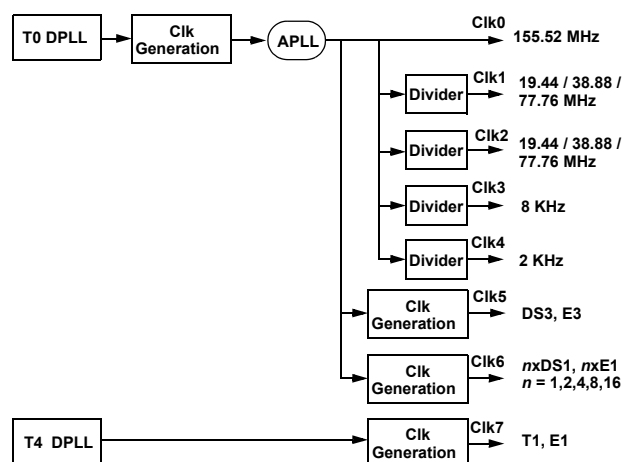 T0 DPLL
Clk
Generation
APLL
Clk0
155.52 MHz
Divider
Clk1
19.44 / 38.88 /
77.76 MHz
Divider
Clk2
19.44 / 38.88 /
77.76 MHz
Divider
Clk3
8 KHz
Divider
Clk4
2 KHz
Clk
Generation
Clk5
DS3, E3
Clk
Generation
Clk6
nxDS1, nxE1
n = 1,2,4,8,16
T4 DPLL
Clk
Generation
Clk7
T1, E1